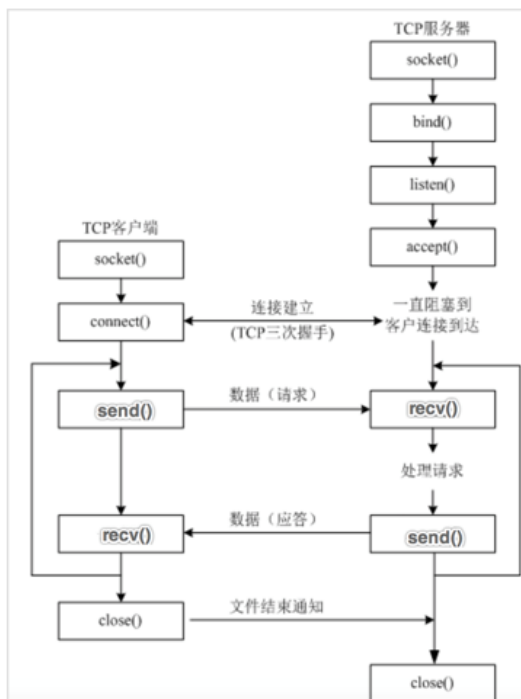 TCP服务器
socket()
bind()
listen()
TCP客户端
accept()
socket()
连接建立
一直阻塞到
connect()
(TCP三次握手)
客户连接到达
send()
数据（请求）
recv()
处理请求
recv()
数据（应答）
send()
close()
文件结束通知
close()